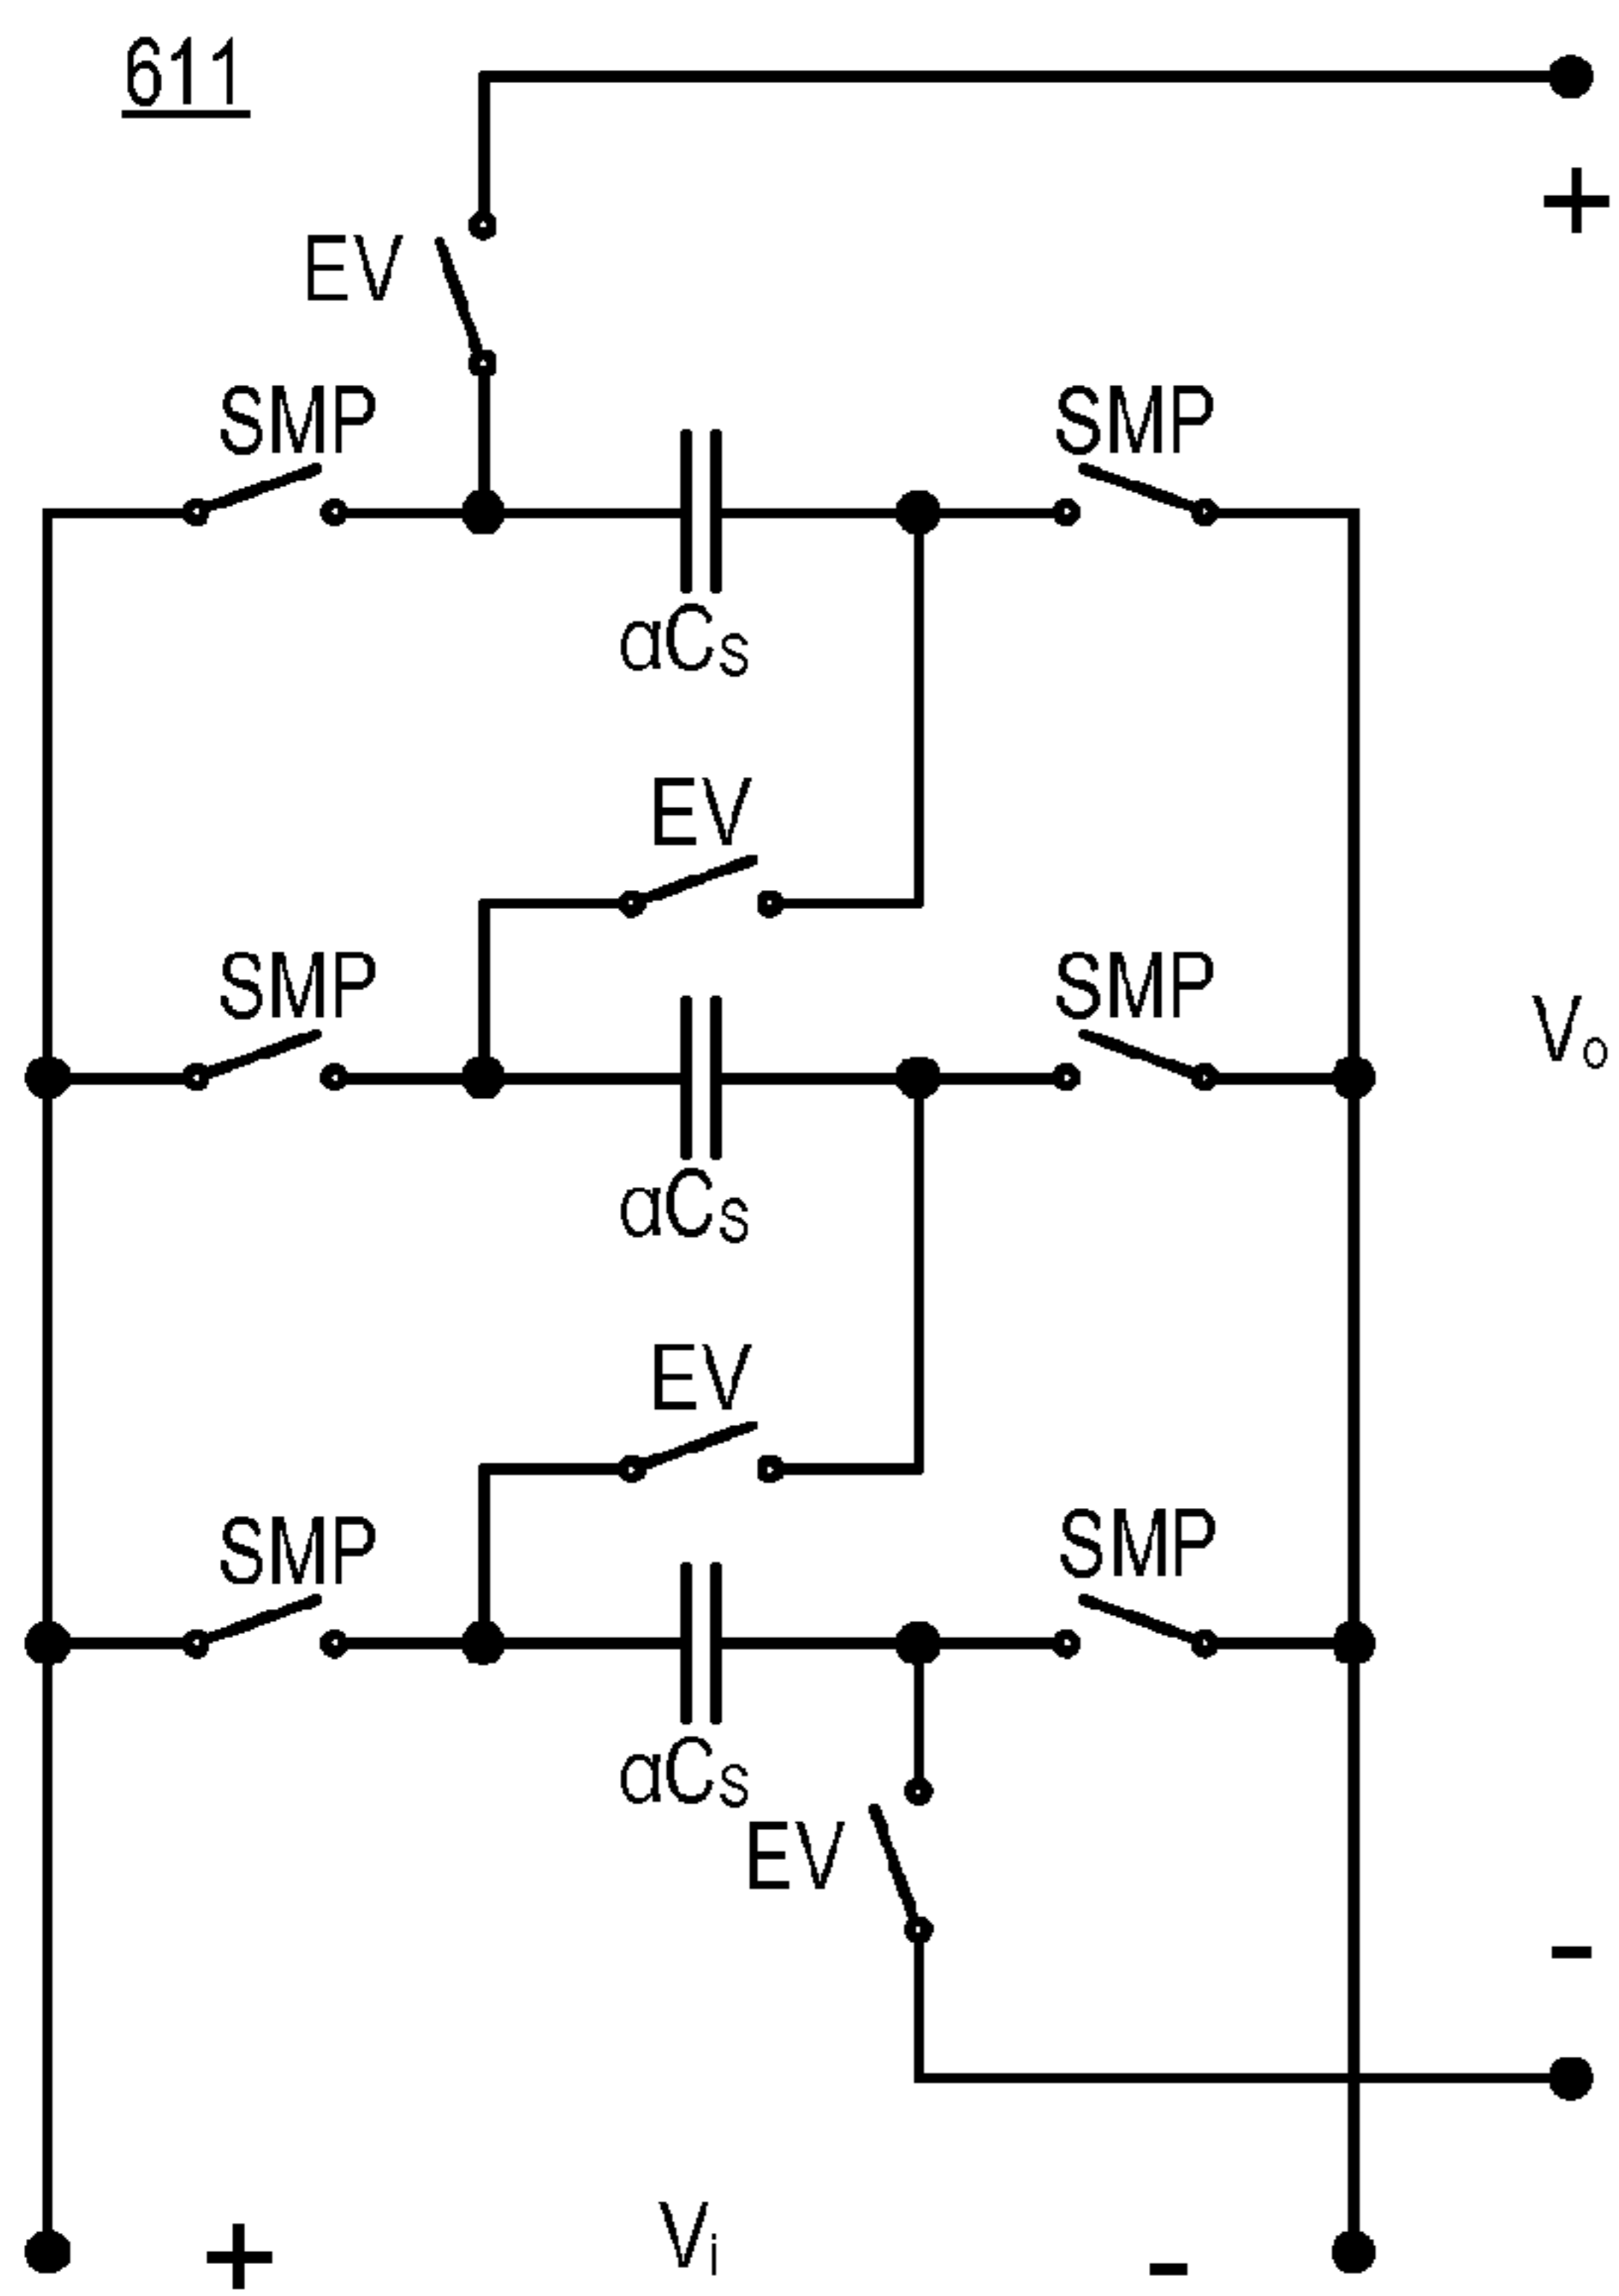 611
+
EV
SMP SMP
αCs
EV
SMP SMP
Vo
αCs
EV
SMP SMP
αCs
EV
-
+ Vi -